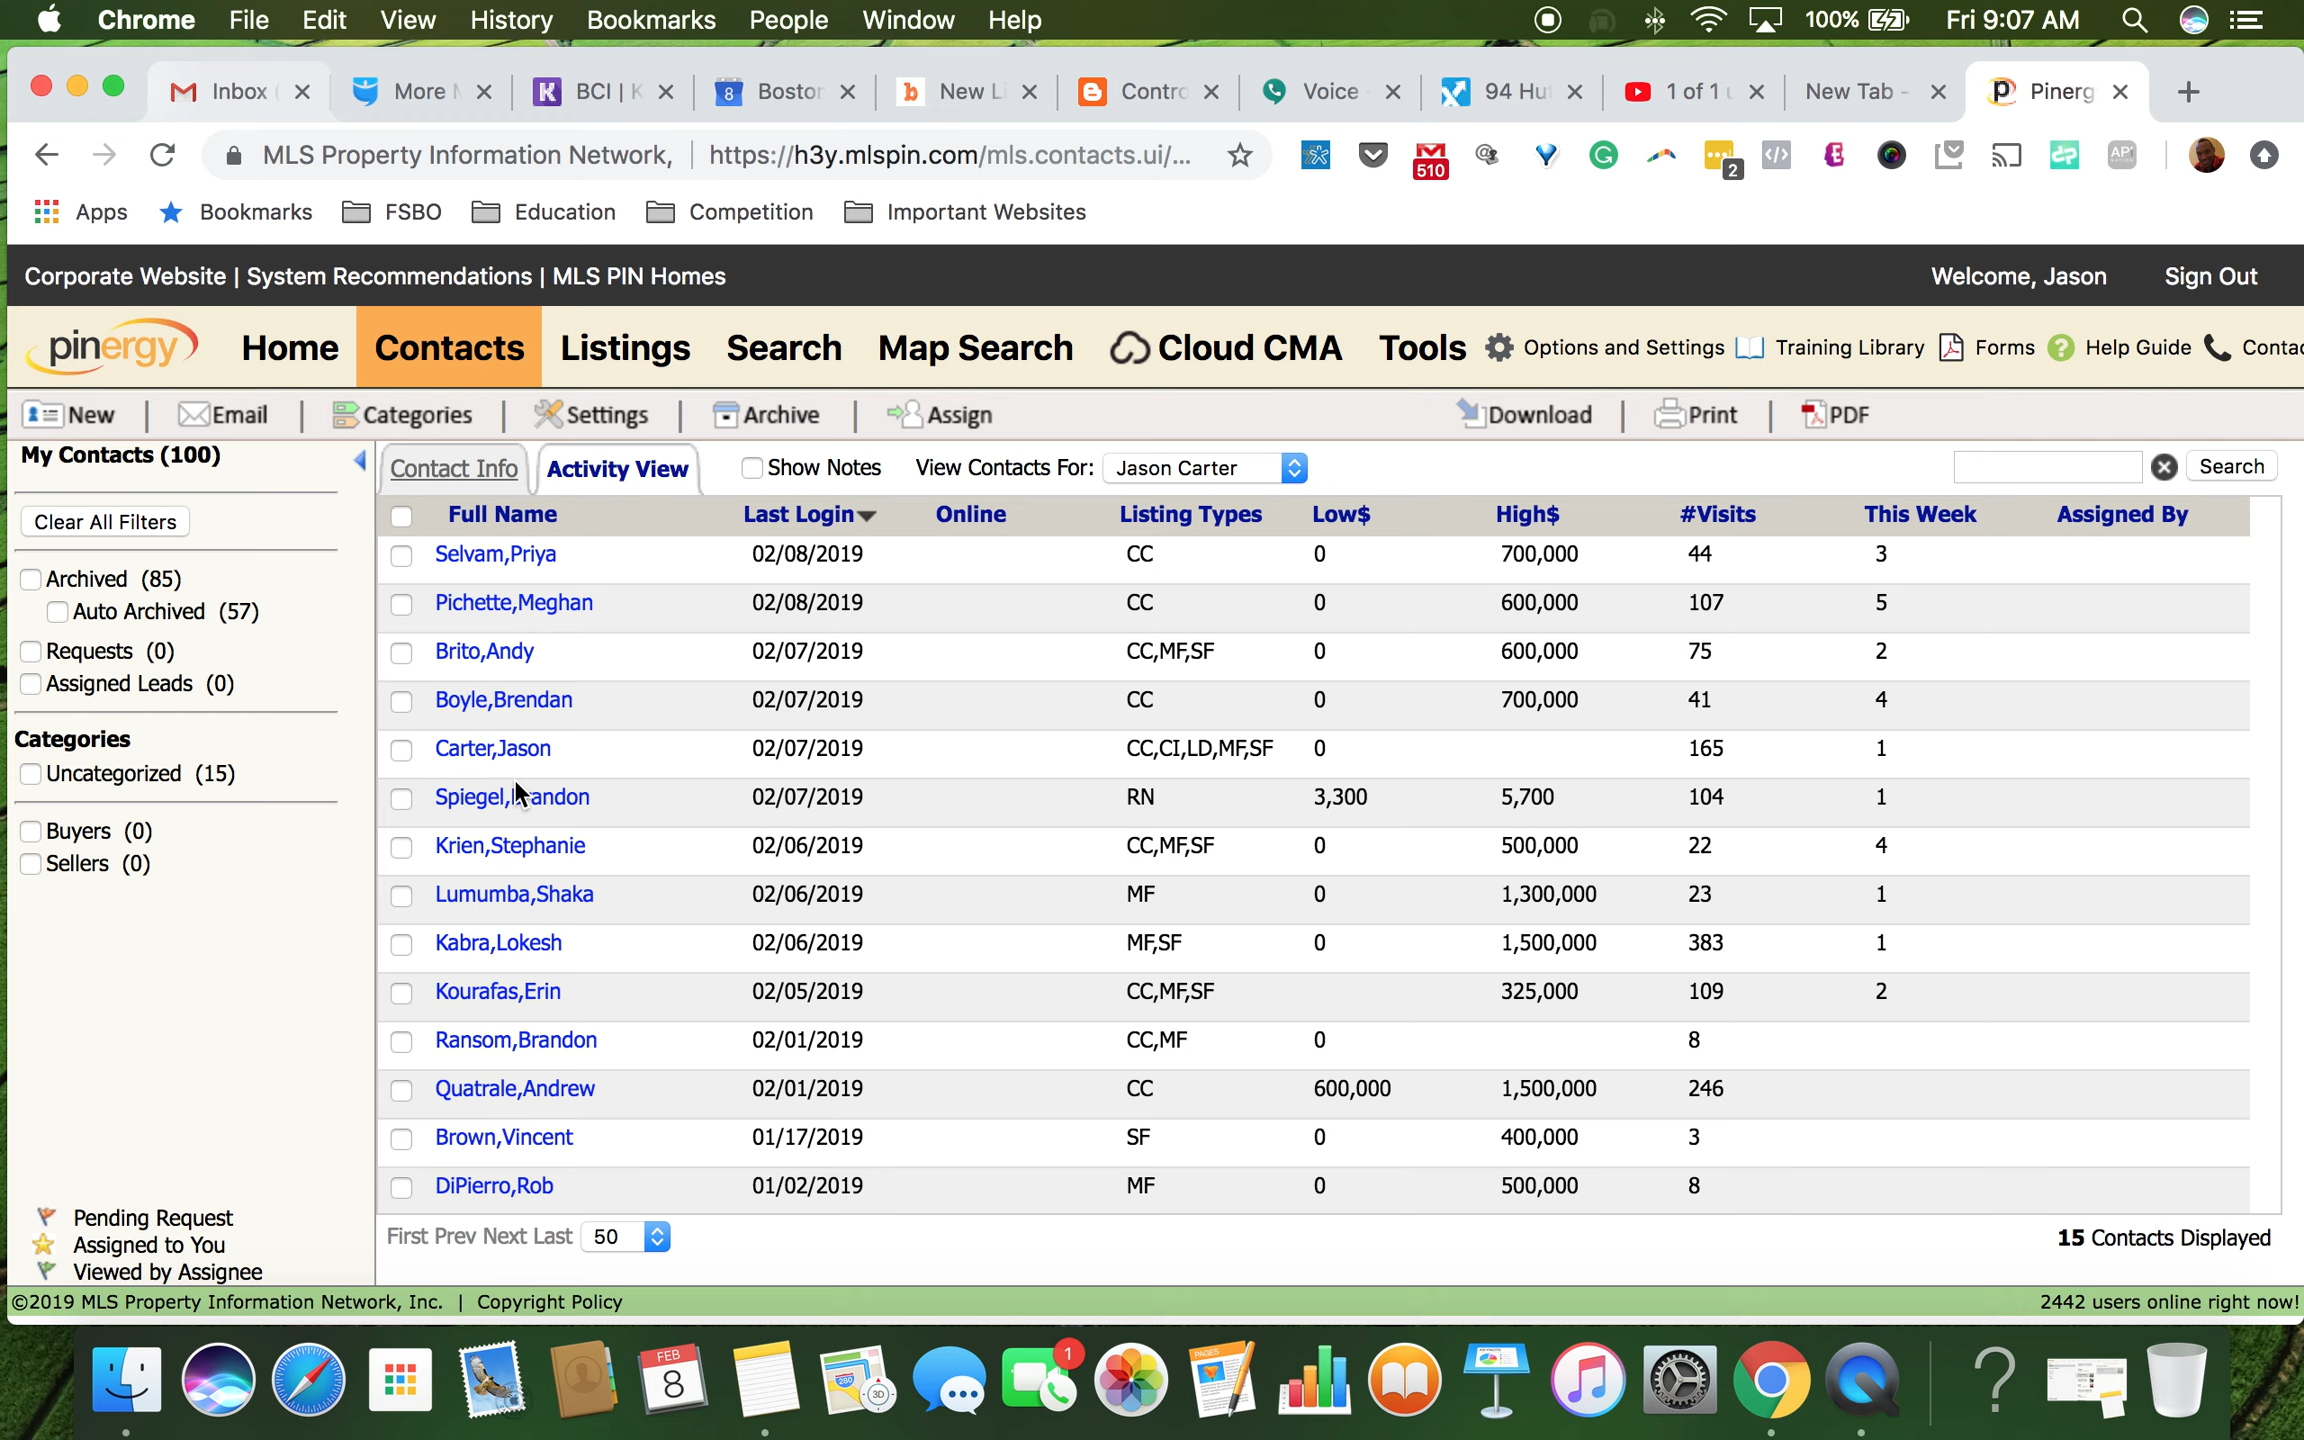 Chrome File Edit View History Bookmarks People Window Help 100% Fri 9:07 AM
Inbox More BCI | K 8 Bostor New Li Contro Voice 94 Hut 1 of 1 New Tab - Pinerg
MLS Property Information Network, https://h3y.mlspin.com/mls.contacts.ui/... 510 2 API
Apps Bookmarks FSBO Education Competition Important Websites
Corporate Website | System Recommendations | MLS PIN Homes Welcome, Jason Sign Out
pinergy Home Contacts Listings Search Map Search Cloud CMA Tools Options and Settings Training Library Forms Help Guide Contac
New | Email | Categories | Settings | Archive | Assign Download | Print | PDF
My Contacts (100)
Clear All Filters
Archived (85)
Auto Archived (57)
Requests (0)
Assigned Leads (0)
Categories
Uncategorized (15)
Buyers (0)
Sellers (0)
Pending Request
Assigned to You
Viewed by Assignee
Contact Info Activity View Show Notes View Contacts For: Jason Carter Search
Full Name Last Login Online Listing Types Low$ High$ #Visits This Week Assigned By
Selvam,Priya 02/08/2019 CC 0 700,000 44 3
Pichette,Meghan 02/08/2019 CC 0 600,000 107 5
Brito,Andy 02/07/2019 CC,MF,SF 0 600,000 75 2
Boyle,Brendan 02/07/2019 CC 0 700,000 41 4
Carter,Jason 02/07/2019 CC,CI,LD,MF,SF 0 165 1
Spiegel,Brandon 02/07/2019 RN 3,300 5,700 104 1
Krien,Stephanie 02/06/2019 CC,MF,SF 0 500,000 22 4
Lumumba,Shaka 02/06/2019 MF 0 1,300,000 23 1
Kabra,Lokesh 02/06/2019 MF,SF 0 1,500,000 383 1
Kourafas,Erin 02/05/2019 CC,MF,SF 325,000 109 2
Ransom,Brandon 02/01/2019 CC,MF 0 8
Quatrale,Andrew 02/01/2019 CC 600,000 1,500,000 246
Brown,Vincent 01/17/2019 SF 0 400,000 3
DiPierro,Rob 01/02/2019 MF 0 500,000 8
First Prev Next Last 50 15 Contacts Displayed
©2019 MLS Property Information Network, Inc. | Copyright Policy 2442 users online right now!
FEB 8 280 3D 1 PAGES